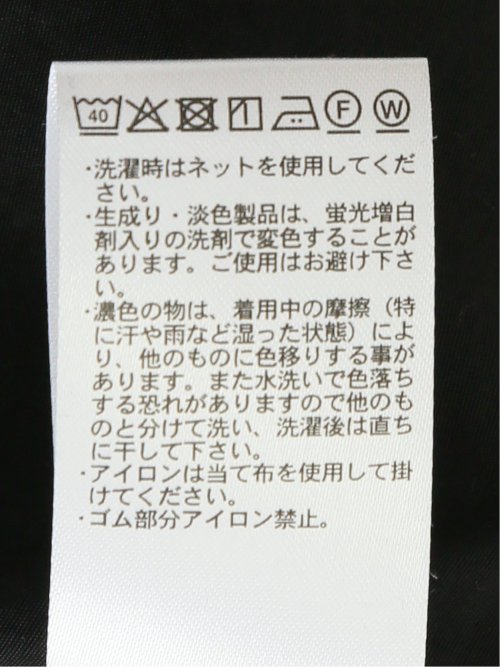 40 F W
・洗濯時はネットを使用してくだ
さい。
・生成り・淡色製品は、蛍光増白
剤入りの洗剤で変色することが
あります。ご使用はお避け下さ
い。
・濃色の物は、着用中の摩擦（特
に汗や雨など湿った状態）によ
り、他のものに色移りする事が
あります。また水洗いで色落ち
する恐れがありますので他のも
のと分けて洗い、洗濯後は直ち
に干して下さい。
・アイロンは当て布を使用して掛
けてください。
・ゴム部分アイロン禁止。